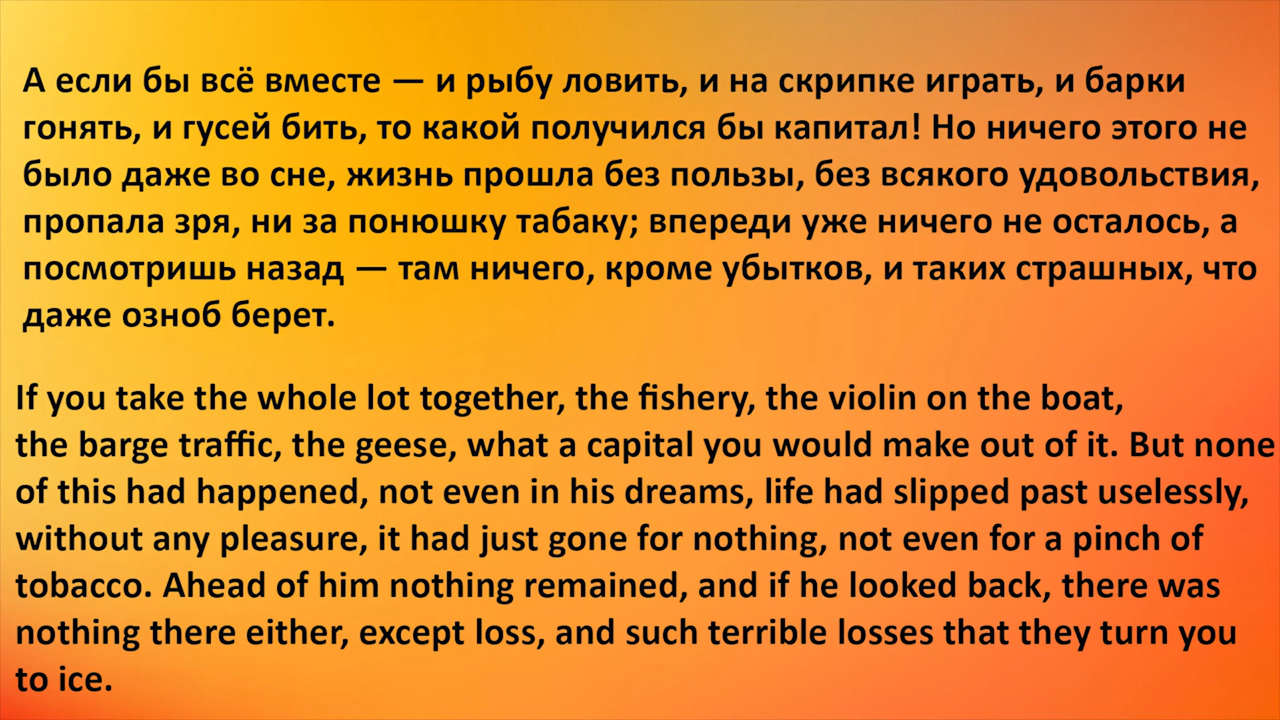 А если бы всё вместе — и рыбу ловить, и на скрипке играть, и барки
гонять, и гусей бить, то какой получился бы капитал! Но ничего этого не
было даже во сне, жизнь прошла без пользы, без всякого удовольствия,
пропала зря, ни за понюшку табаку; впереди уже ничего не осталось, а
посмотришь назад — там ничего, кроме убытков, и таких страшных, что
даже озноб берет.
If you take the whole lot together, the fishery, the violin on the boat,
the barge traffic, the geese, what a capital you would make out of it. But none
of this had happened, not even in his dreams, life had slipped past uselessly,
without any pleasure, it had just gone for nothing, not even for a pinch of
tobacco. Ahead of him nothing remained, and if he looked back, there was
nothing there either, except loss, and such terrible losses that they turn you
to ice.